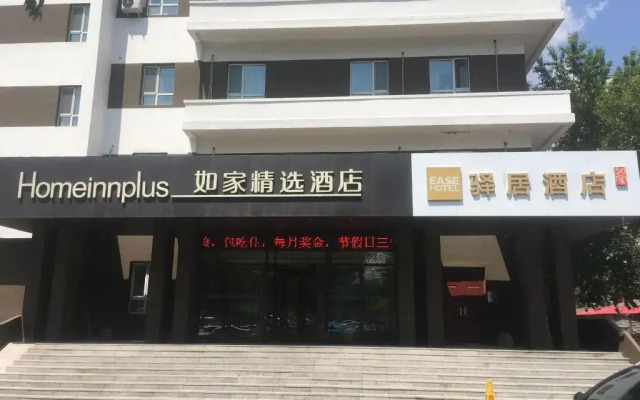 Homeinnplus 如家精选酒店
EASE HOTEL 驿居酒店
，包吃住，每月奖金，节假日三